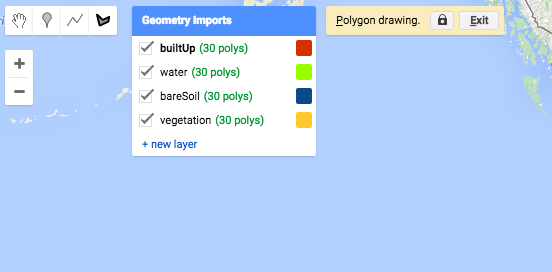 Geometry Imports
builtUp (30 polys)
water (30 polys)
bareSoil (30 polys)
vegetation (30 polys)
+ new layer
Polygon drawing. Exit